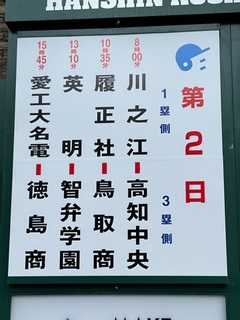 HANSHIN KOSH
第2日
1塁側
3塁側
8時00分
川之江ー高知中央
10時35分
履正社ー鳥取商
13時10分
英明ー智弁学園
15時45分
愛工大名電ー徳島商